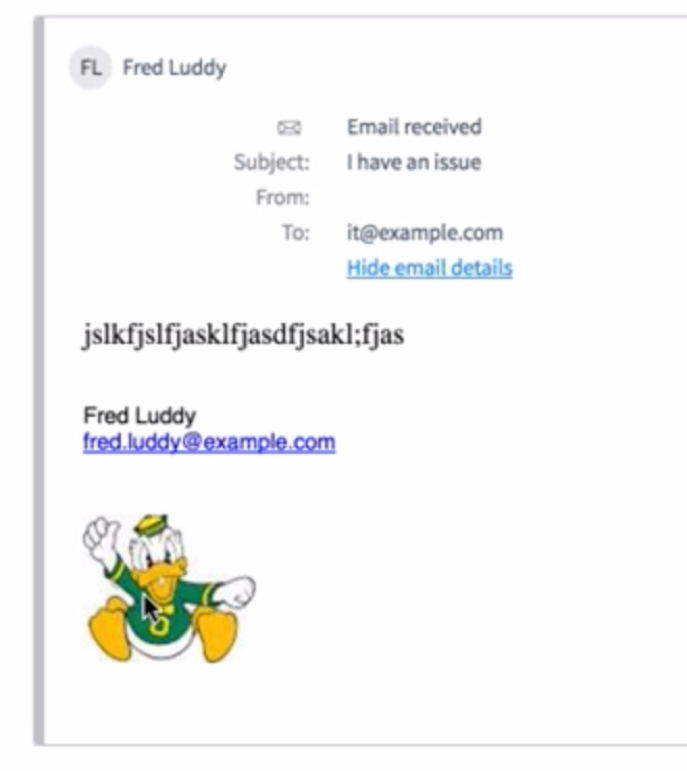 FL Fred Luddy
Email received
Subject: I have an issue
From:
To: it@example.com
Hide email details
jslkfjslfjasklfjasdfjsakl;fjas
Fred Luddy
fred.luddy@example.com
O